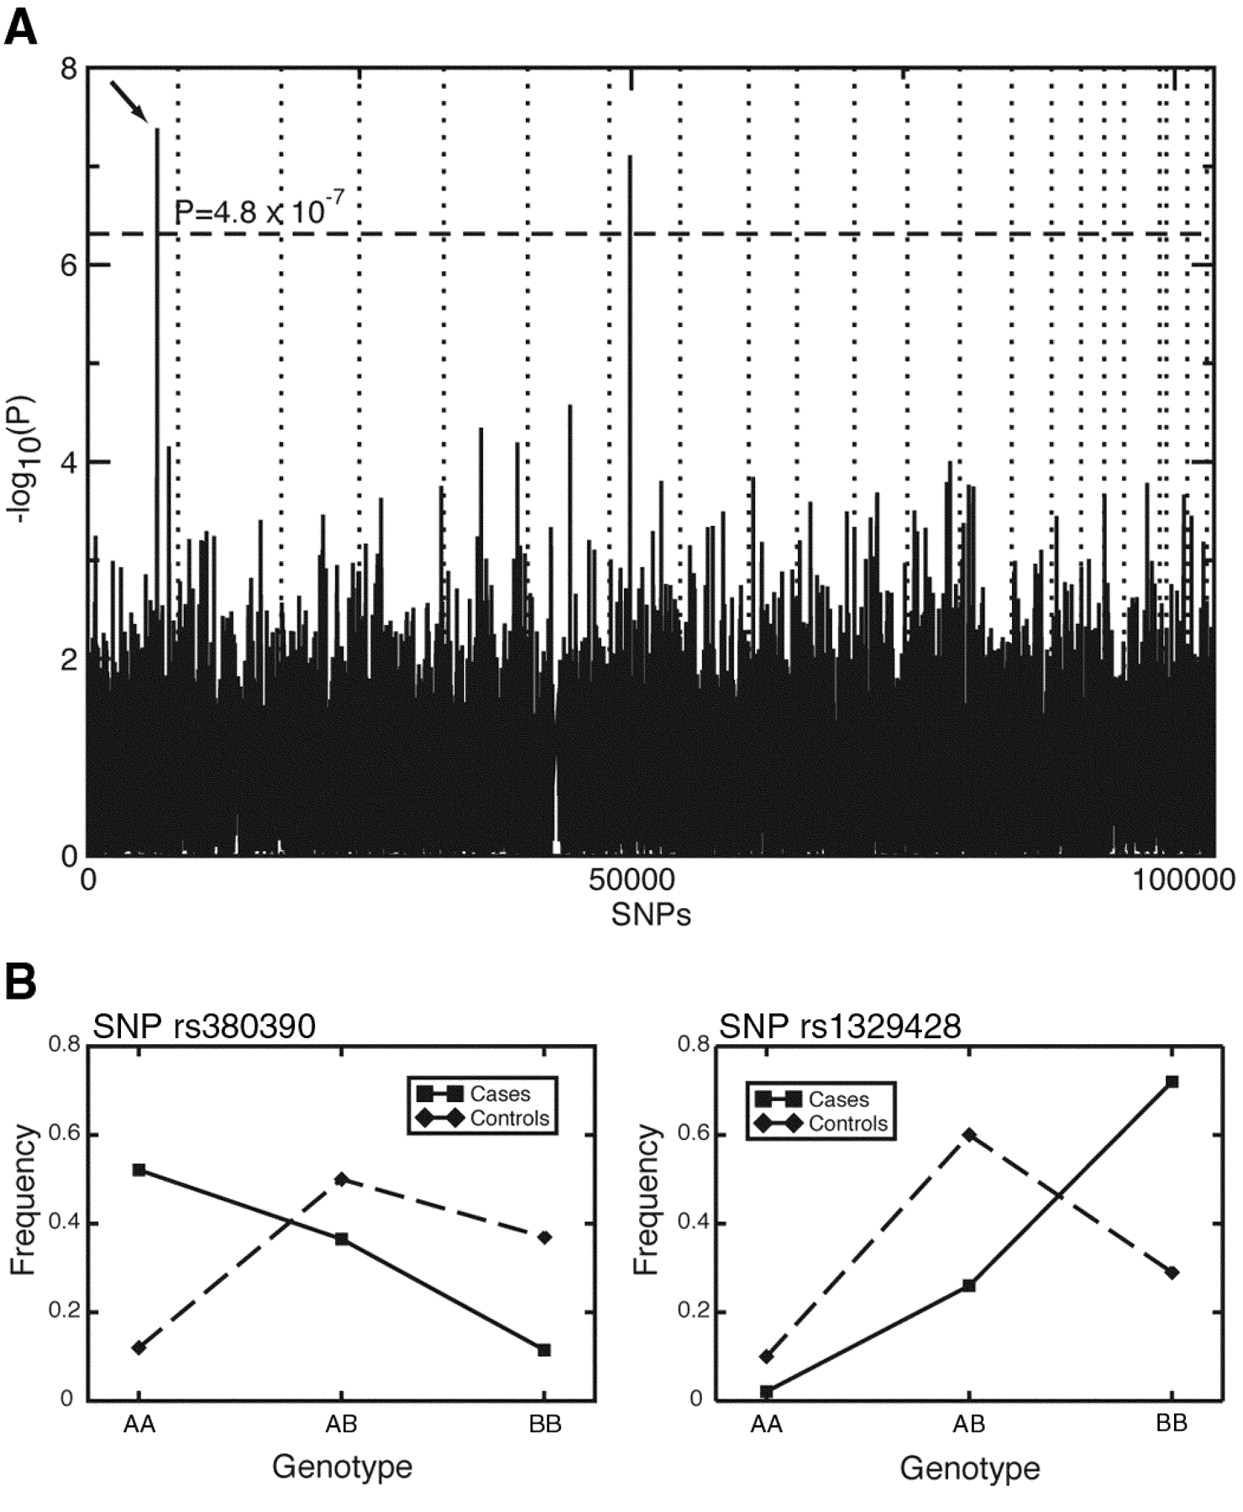 A
8
P=4.8 x 10-7
6
4
2
0
-log10(P)
0 50000 100000
SNPs
B
SNP rs380390
0.8
0.6
0.4
0.2
0
Frequency
Cases
Controls
AA AB BB
Genotype
SNP rs1329428
0.8
0.6
0.4
0.2
0
Frequency
Cases
Controls
AA AB BB
Genotype